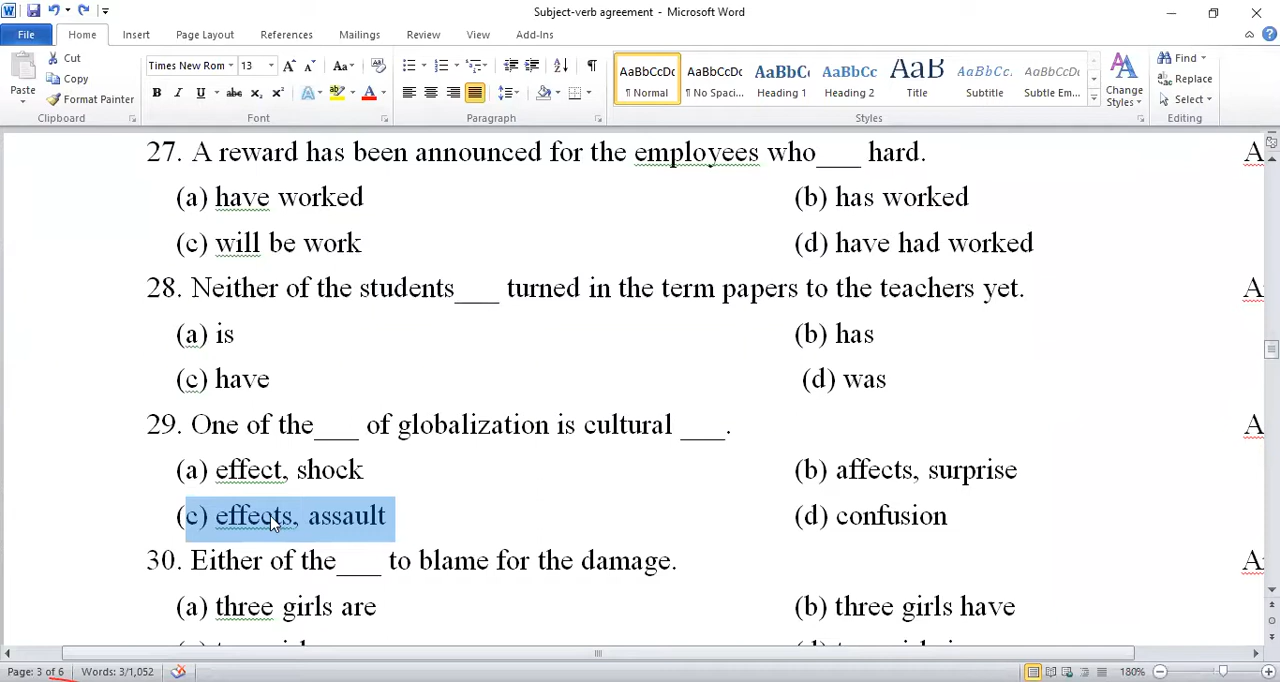 Subject-verb agreement - Microsoft Word
File Home Insert Page Layout References Mailings Review View Add-Ins
Paste
Cut
Copy
Format Painter
Clipboard
Times New Rom 13
Font
Paragraph
AaBbCcDc AaBbCcDc AaBbC AaBbCc AaB AaBbCc. AaBbCcDc
¶ Normal ¶ No Spaci... Heading 1 Heading 2 Title Subtitle Subtle Em...
Change Styles
Styles
Find
Replace
Select
Editing
27. A reward has been announced for the employees who___ hard. A
(a) have worked (b) has worked
(c) will be work (d) have had worked
28. Neither of the students___ turned in the term papers to the teachers yet. A
(a) is (b) has
(c) have (d) was
29. One of the___ of globalization is cultural ___. A
(a) effect, shock (b) affects, surprise
(c) effects, assault (d) confusion
30. Either of the___ to blame for the damage. A
(a) three girls are (b) three girls have
Page: 3 of 6 Words: 3/1,052 180%